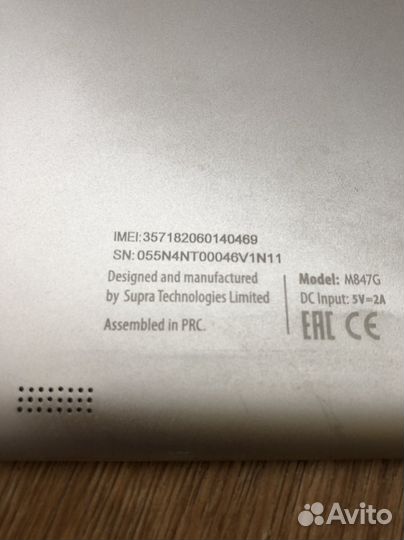 IMEI: 357182060140469
SN: 055N4NT00046V1N11
Designed and manufactured
by Supra Technologies Limited
Assembled in PRC.
Model: M847G
DC Input: 5V=2A
EAC CE
Avito